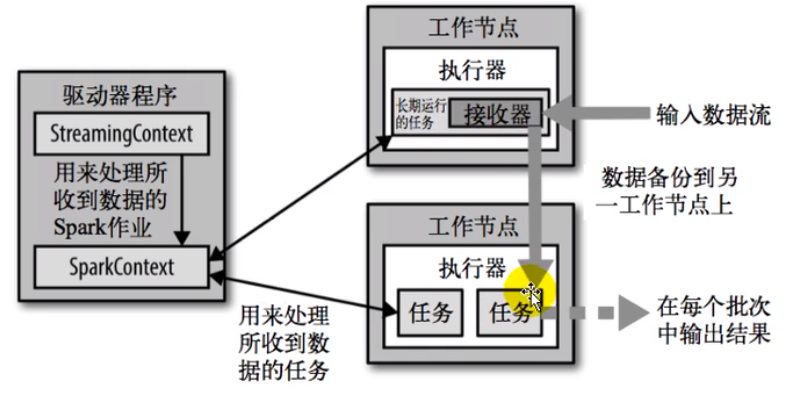 驱动器程序
StreamingContext
用来处理所
收到数据的
Spark作业
SparkContext
工作节点
执行器
长期运行
的任务
接收器
输入数据流
数据备份到另
一工作节点上
工作节点
执行器
任务
任务
用来处理
所收到数
据的任务
在每个批次
中输出结果